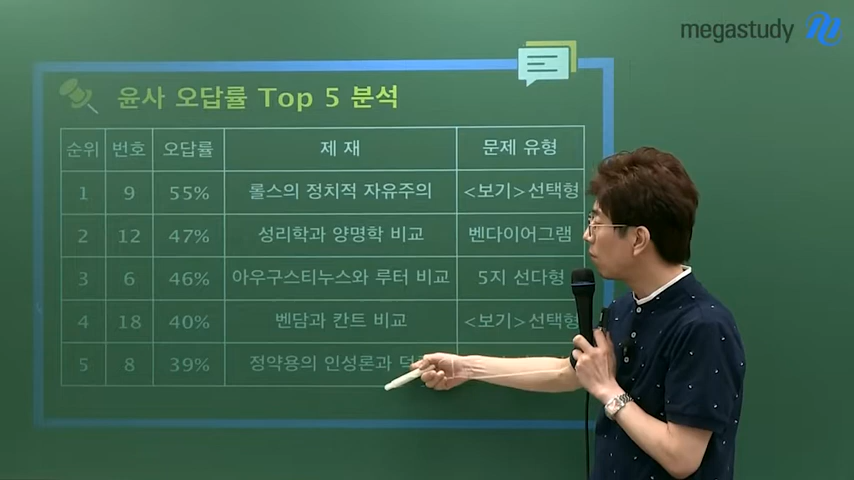 megastudy
윤사 오답률 Top 5 분석
순위 번호 오답률 제 재 문제 유형
1 9 55% 롤스의 정치적 자유주의 <보기>선택형
2 12 47% 성리학과 양명학 비교 벤다이어그램
3 6 46% 아우구스티누스와 루터 비교 5지 선다형
4 18 40% 벤담과 칸트 비교 <보기>선택형
5 8 39% 정약용의 인성론과